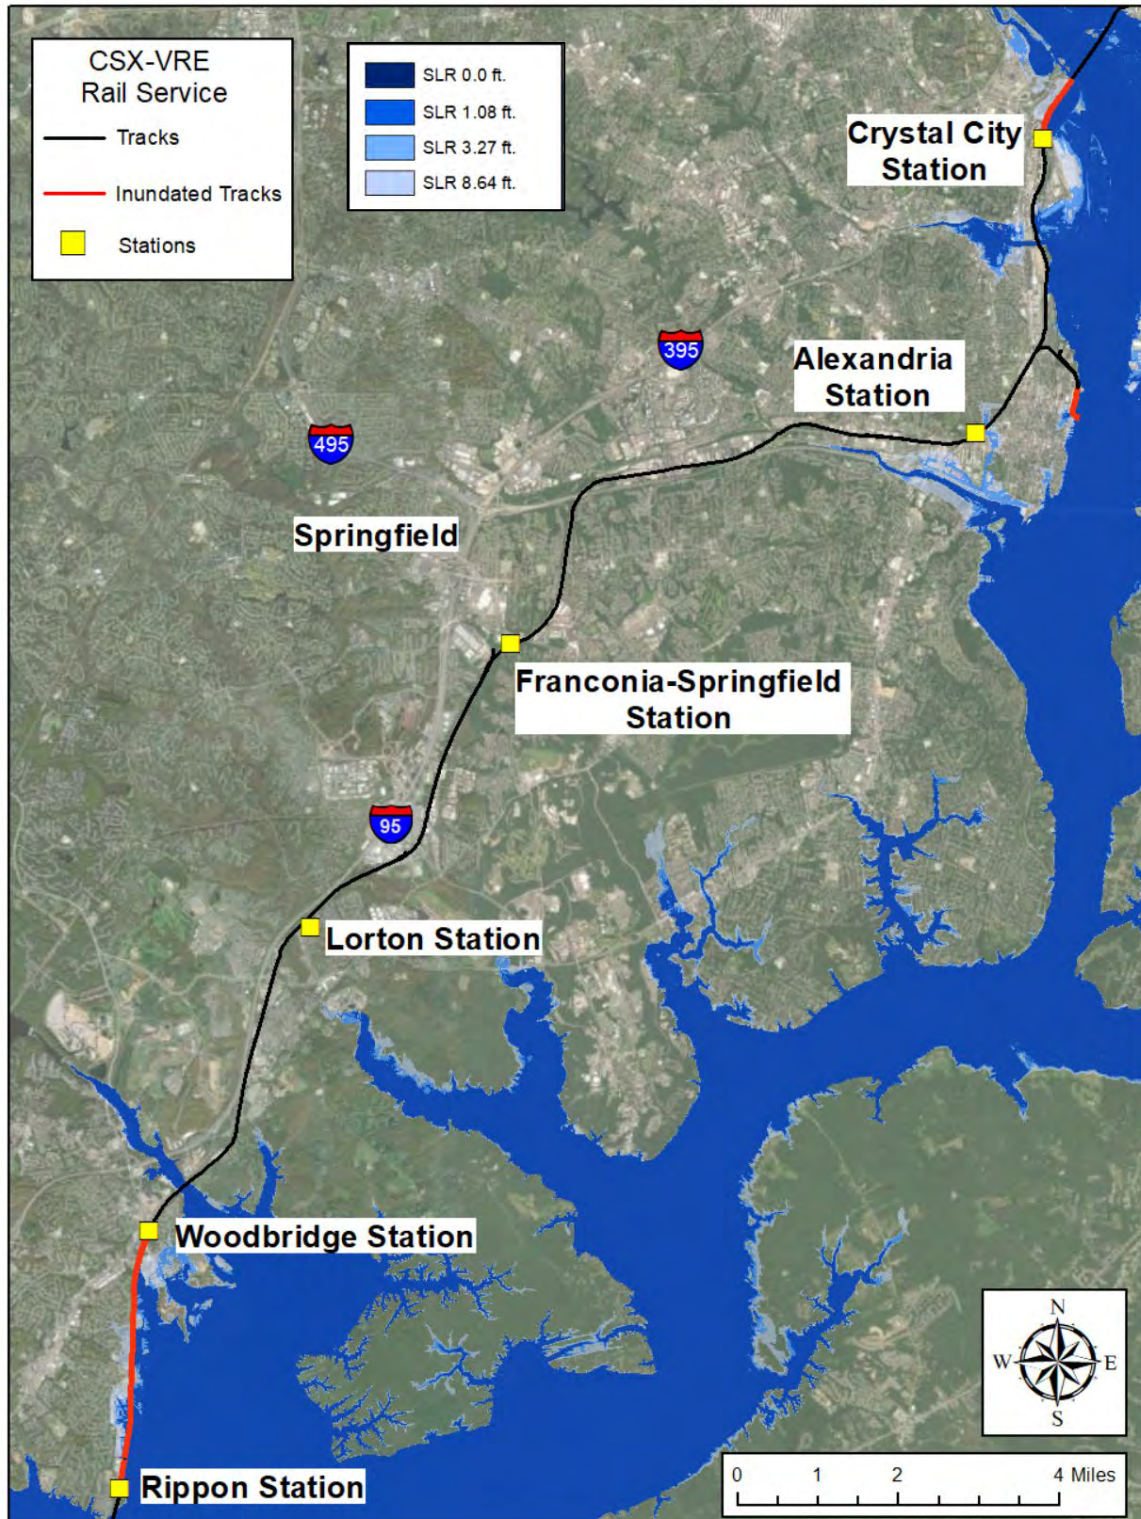 CSX-VRE
Rail Service
Tracks
Inundated Tracks
Stations
SLR 0.0 ft.
SLR 1.08 ft.
SLR 3.27 ft.
SLR 8.64 ft.
Crystal City
Station
395
Alexandria
Station
495
Springfield
Franconia-Springfield
Station
95
Lorton Station
Woodbridge Station
N
W E
S
Rippon Station
0 1 2 4 Miles